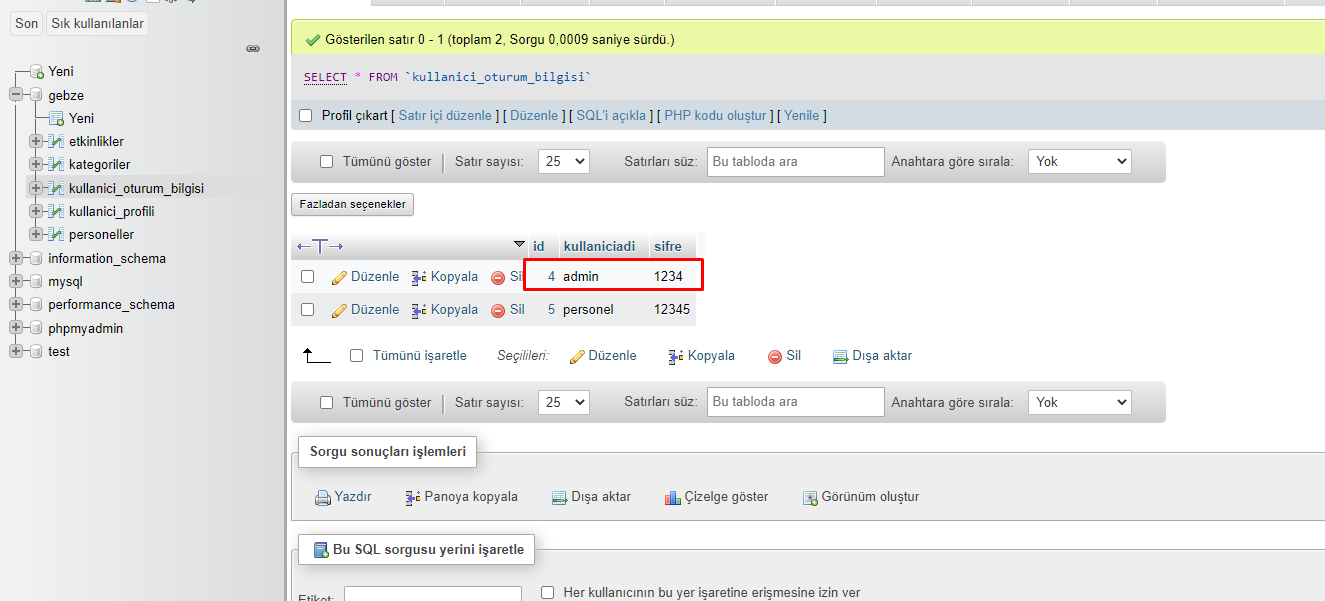 Son Sık kullanılanlar
Yeni
gebze
Yeni
etkinlikler
kategoriler
kullanici_oturum_bilgisi
kullanici_profili
personeller
information_schema
mysql
performance_schema
phpmyadmin
test
Gösterilen satır 0 - 1 (toplam 2, Sorgu 0,0009 saniye sürdü.)
SELECT * FROM `kullanici_oturum_bilgisi`
Profil çıkart [ Satır içi düzenle ] [ Düzenle ] [ SQL'i açıkla ] [ PHP kodu oluştur ] [ Yenile ]
Tümünü göster Satır sayısı: 25 Satırları süz: Bu tabloda ara Anahtara göre sırala: Yok
Fazladan seçenekler
←T→ id kullaniciadi sifre
Düzenle Kopyala Sil 4 admin 1234
Düzenle Kopyala Sil 5 personel 12345
Tümünü işaretle Seçilileri: Düzenle Kopyala Sil Dışa aktar
Tümünü göster Satır sayısı: 25 Satırları süz: Bu tabloda ara Anahtara göre sırala: Yok
Sorgu sonuçları işlemleri
Yazdır Panoya kopyala Dışa aktar Çizelge göster Görünüm oluştur
Bu SQL sorgusu yerini işaretle
Etiket: Her kullanıcının bu yer işaretine erişmesine izin ver